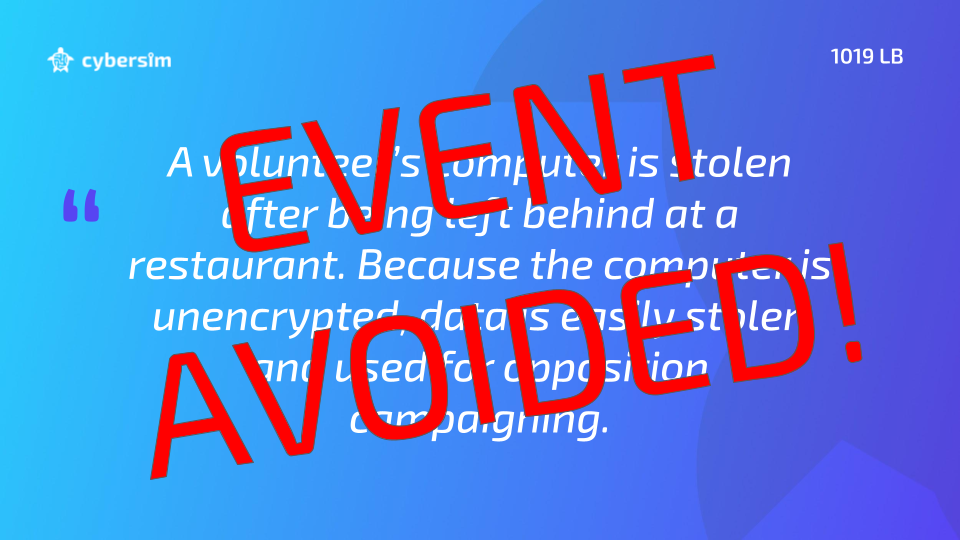 cybersim
1019 LB
EVENT
AVOIDED!
“
A volunteer’s computer is stolen
after being left behind at a
restaurant. Because the computer is
unencrypted, data is easily stolen
and used for opposition
campaigning.